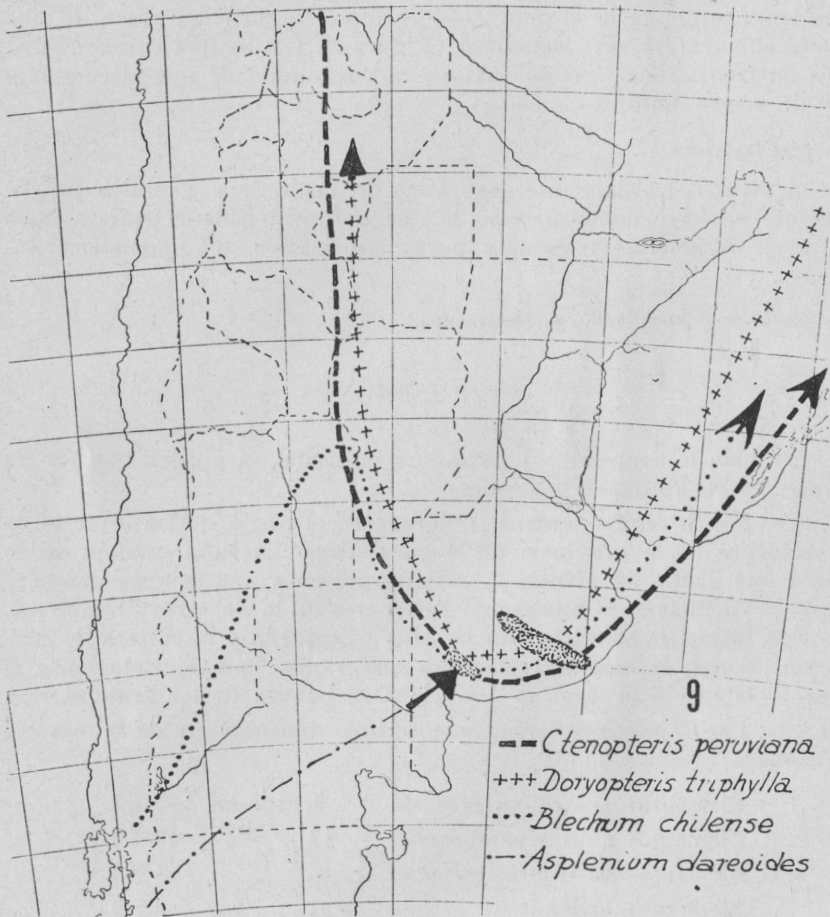 9
Ctenopteris peruviana
+++ Doryopteris triphylla
Blechum chilense
Asplenium dareoides